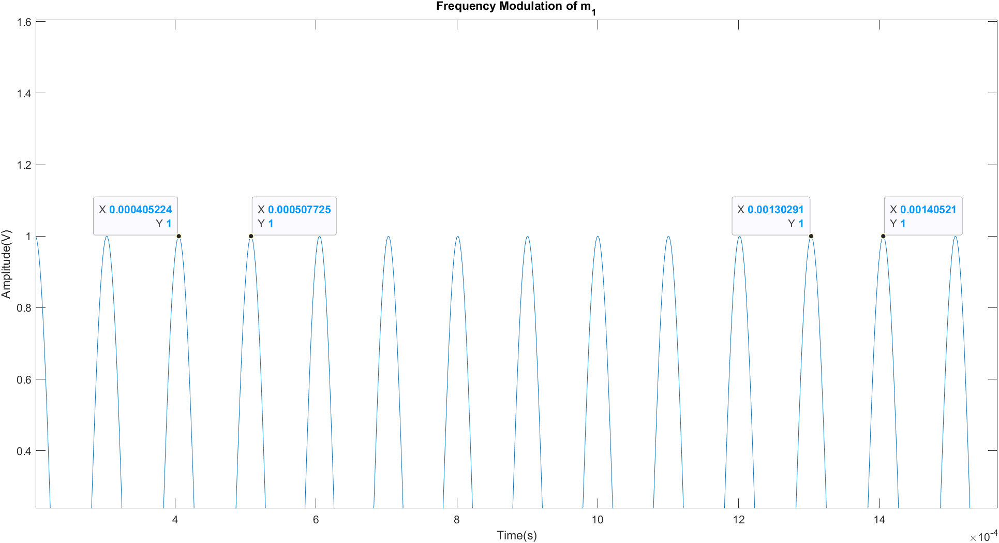 Frequency Modulation of m1
1.6
1.4
1.2
1
0.8
0.6
0.4
Amplitude(V)
X 0.000405224
Y 1
X 0.000507725
Y 1
X 0.00130291
Y 1
X 0.00140521
Y 1
4 6 8 10 12 14
Time(s)
×10-4